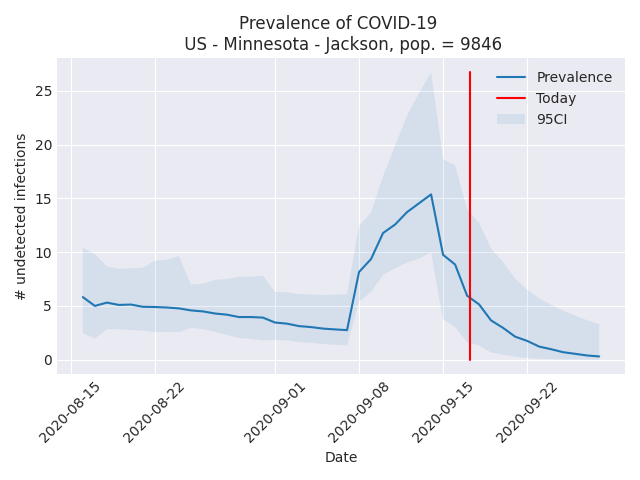 Prevalence of COVID-19
US - Minnesota - Jackson, pop. = 9846
# undetected infections
25
20
15
10
5
0
Prevalence
Today
95CI
2020-08-15
2020-08-22
2020-09-01
2020-09-08
2020-09-15
2020-09-22
Date